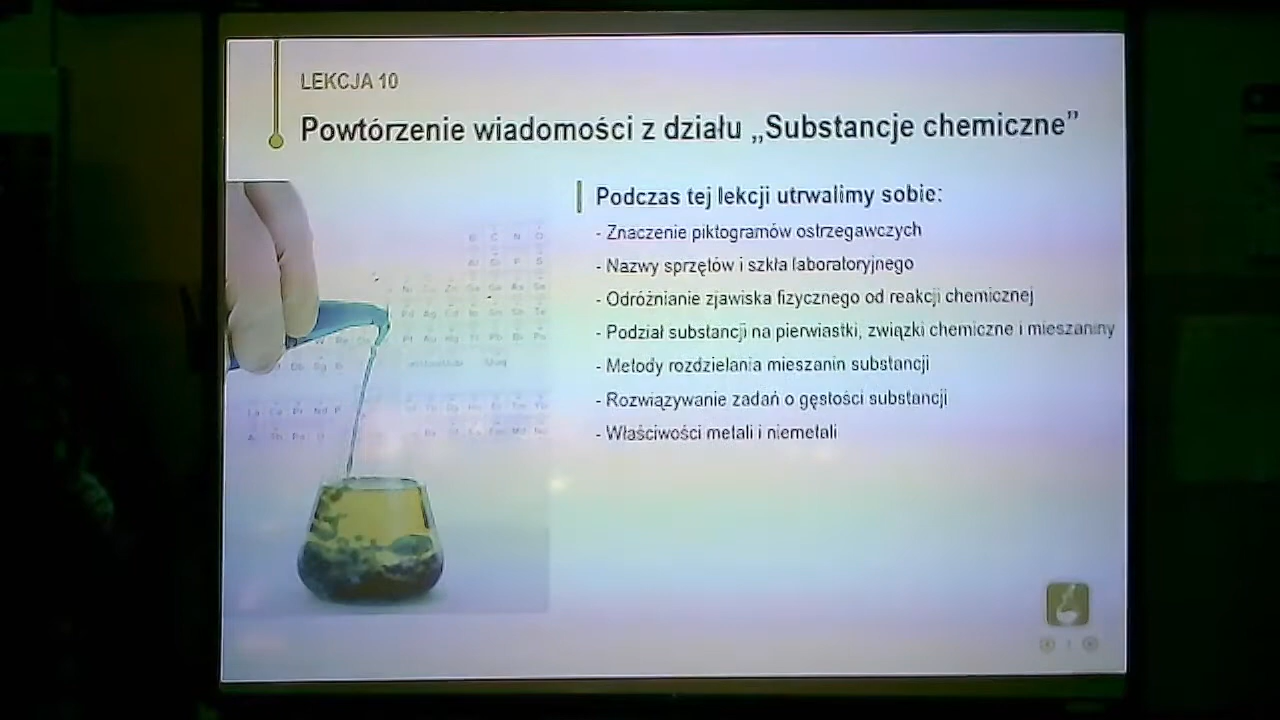 LEKCJA 10
Powtórzenie wiadomości z działu „Substancje chemiczne”
Podczas tej lekcji utrwalimy sobie:
- Znaczenie piktogramów ostrzegawczych
- Nazwy sprzętów i szkła laboratoryjnego
- Odróżnianie zjawiska fizycznego od reakcji chemicznej
- Podział substancji na pierwiastki, związki chemiczne i mieszaniny
- Metody rozdzielania mieszanin substancji
- Rozwiązywanie zadań o gęstości substancji
- Właściwości metali i niemetali